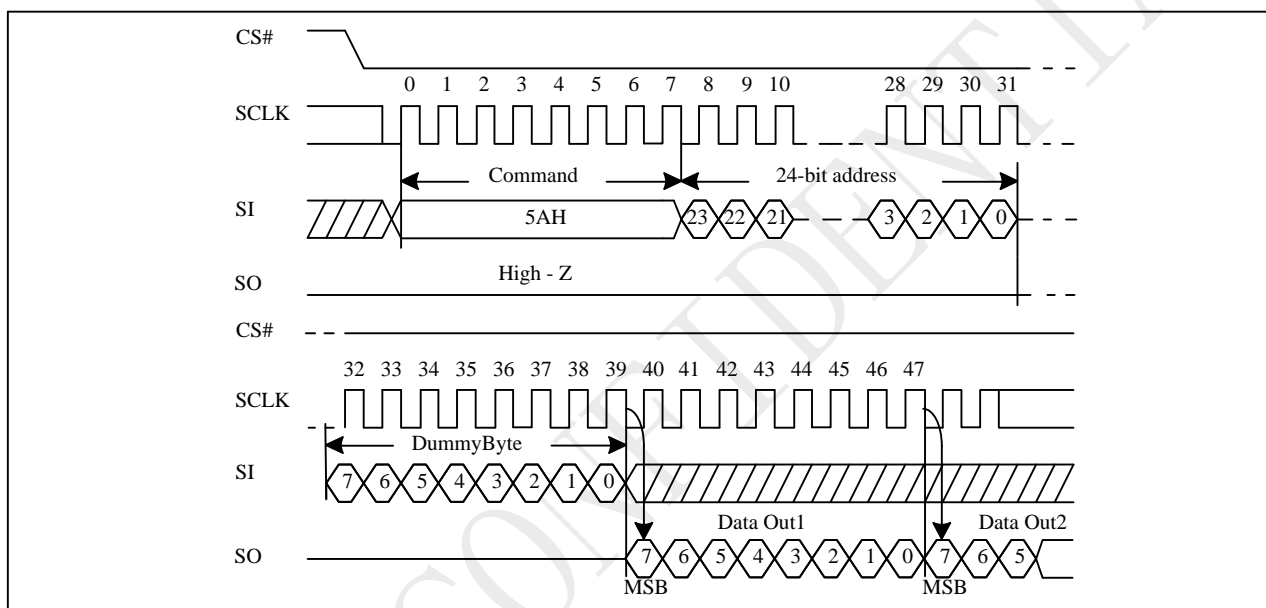 CS#
0 1 2 3 4 5 6 7 8 9 10 28 29 30 31
SCLK
Command 24-bit address
SI 5AH 23 22 21 3 2 1 0
High - Z
SO
CS#
32 33 34 35 36 37 38 39 40 41 42 43 44 45 46 47
SCLK
DummyByte
SI 7 6 5 4 3 2 1 0
Data Out1 Data Out2
SO 7 6 5 4 3 2 1 0 7 6 5
MSB MSB
CONFIDENTIA